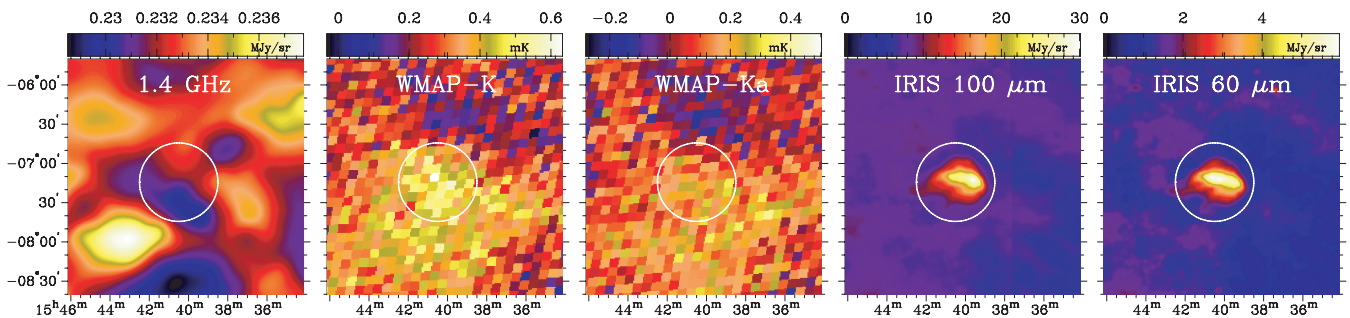 0.23 0.233 0.234 0.236
0 0.2 0.4 0.6
−0.2 0 0.2 0.4
0 10 20 30
0 2 4
MJy/sr
mK
mK
MJy/sr
MJy/sr
1.4 GHz
WMAP−K
WMAP−Ka
IRIS 100 μm
IRIS 60 μm
−06°00′
30′
−07°00′
30′
−08°00′
−08°30′
15ʰ46ᵐ 44ᵐ 42ᵐ 40ᵐ 38ᵐ 36ᵐ
44ᵐ 42ᵐ 40ᵐ 38ᵐ 36ᵐ
44ᵐ 42ᵐ 40ᵐ 38ᵐ 36ᵐ
44ᵐ 42ᵐ 40ᵐ 38ᵐ 36ᵐ
44ᵐ 42ᵐ 40ᵐ 38ᵐ 36ᵐ